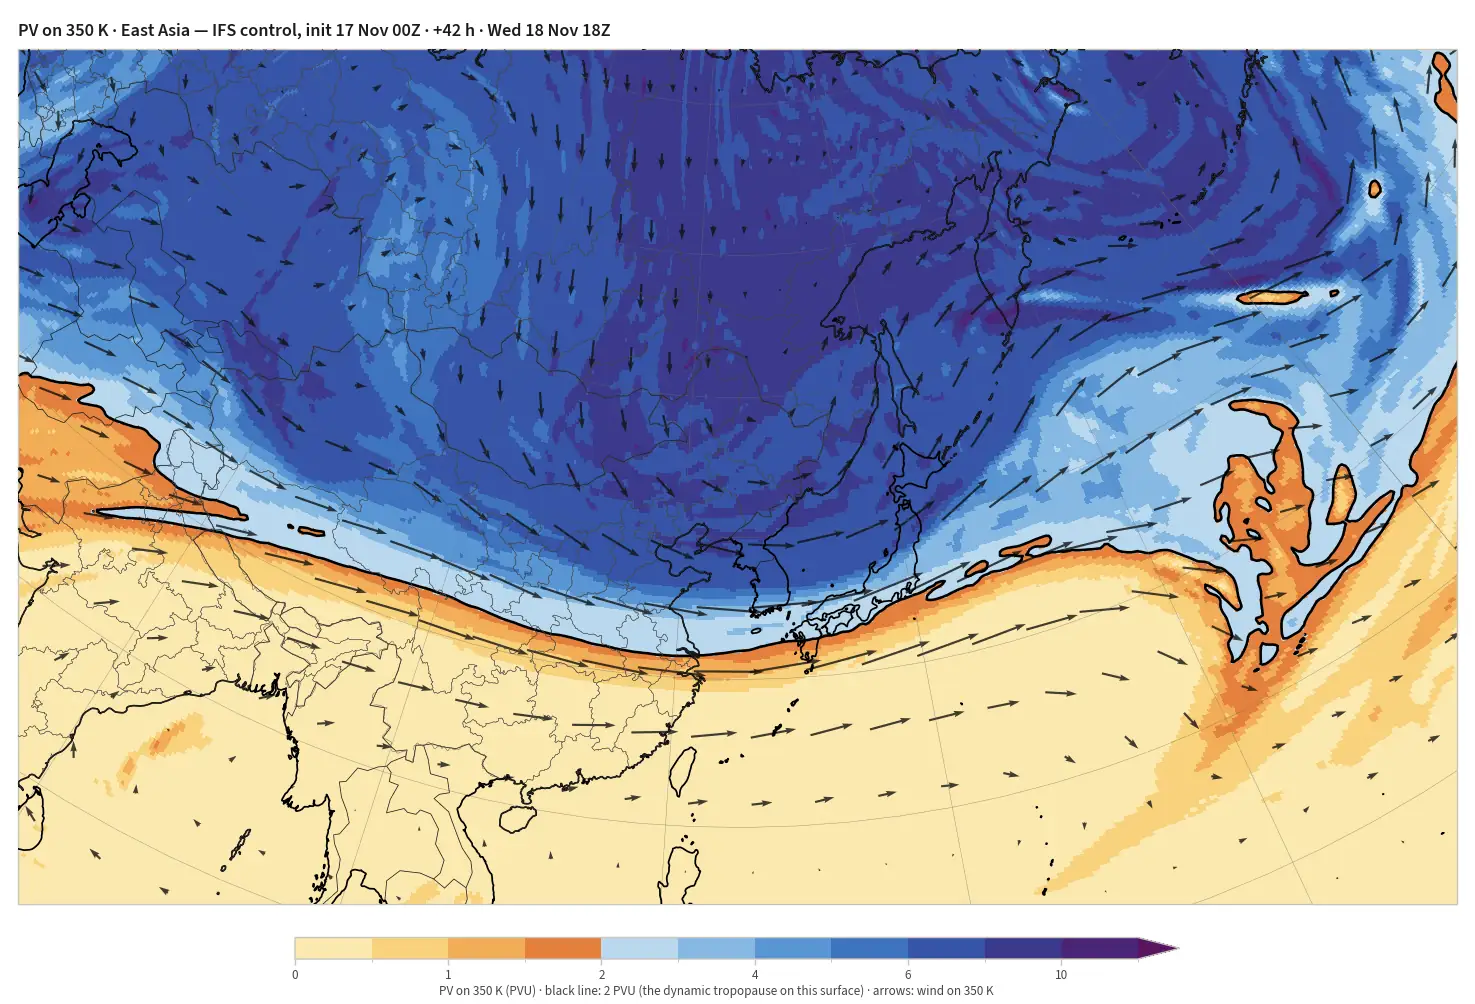 PV on 350 K · East Asia — IFS control, init 17 Nov 00Z · +42 h · Wed 18 Nov 18Z
0 1 2 4 6 10
PV on 350 K (PVU) · black line: 2 PVU (the dynamic tropopause on this surface) · arrows: wind on 350 K